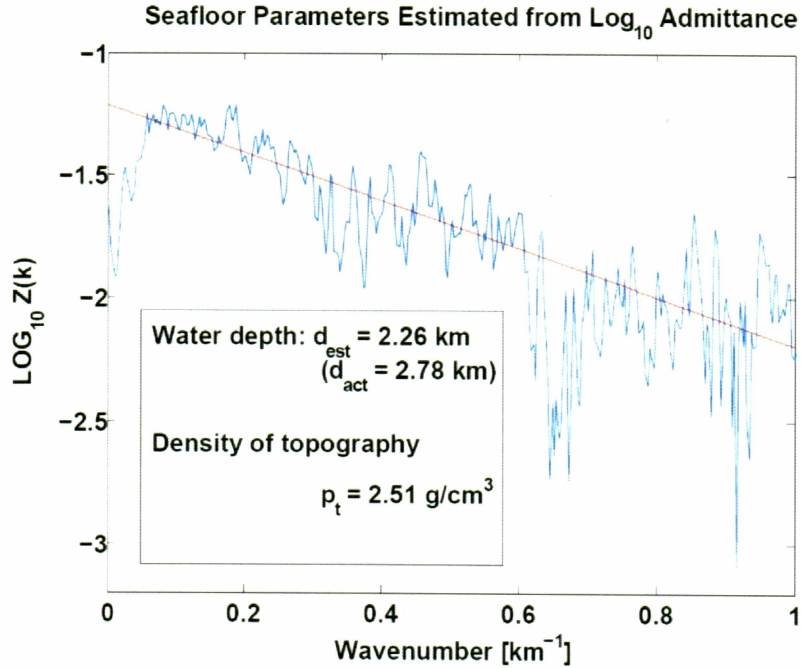 Seafloor Parameters Estimated from Log10 Admittance
−1
−1.5
−2
−2.5
−3
LOG10 Z(k)
Water depth: dest = 2.26 km
(dact = 2.78 km)
Density of topography
pt = 2.51 g/cm3
0
0.2
0.4
0.6
0.8
1
Wavenumber [km−1]